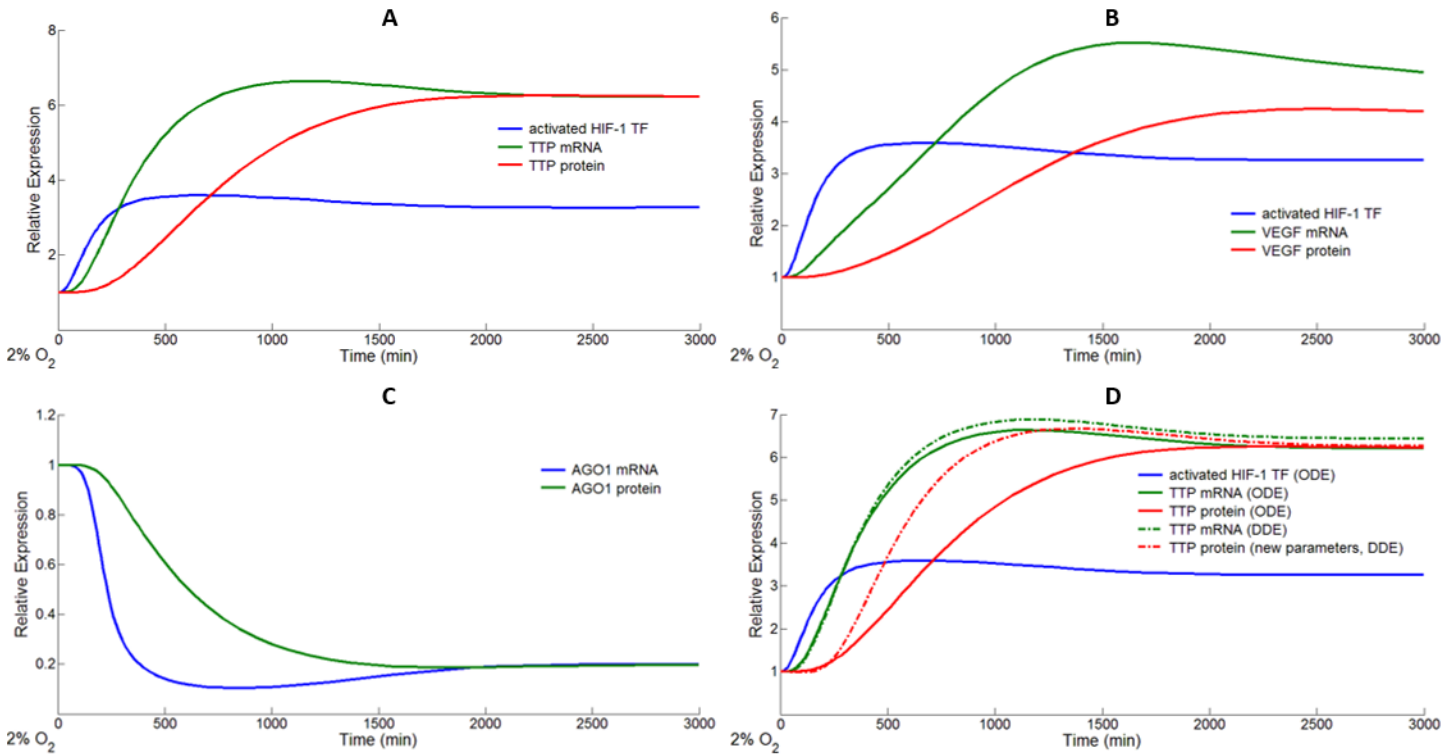 A
Relative Expression
8
6
4
2
activated HIF-1 TF
TTP mRNA
TTP protein
0 500 1000 1500 2000 2500 3000
2% O2
Time (min)
B
Relative Expression
6
5
4
3
2
1
activated HIF-1 TF
VEGF mRNA
VEGF protein
0 500 1000 1500 2000 2500 3000
2% O2
Time (min)
C
Relative Expression
1.2
1
0.8
0.6
0.4
0.2
AGO1 mRNA
AGO1 protein
0 500 1000 1500 2000 2500 3000
2% O2
Time (min)
D
Relative Expression
7
6
5
4
3
2
1
activated HIF-1 TF (ODE)
TTP mRNA (ODE)
TTP protein (ODE)
TTP mRNA (DDE)
TTP protein (new parameters, DDE)
0 500 1000 1500 2000 2500 3000
2% O2
Time (min)